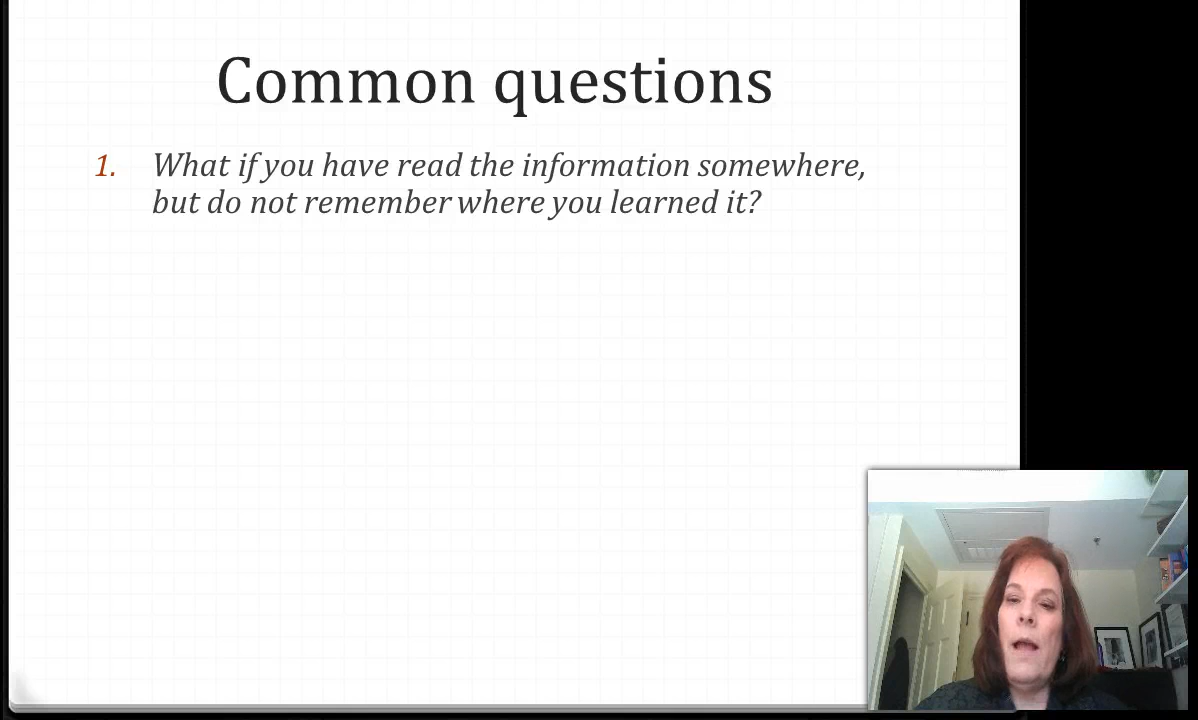 Common questions
1. What if you have read the information somewhere,
but do not remember where you learned it?